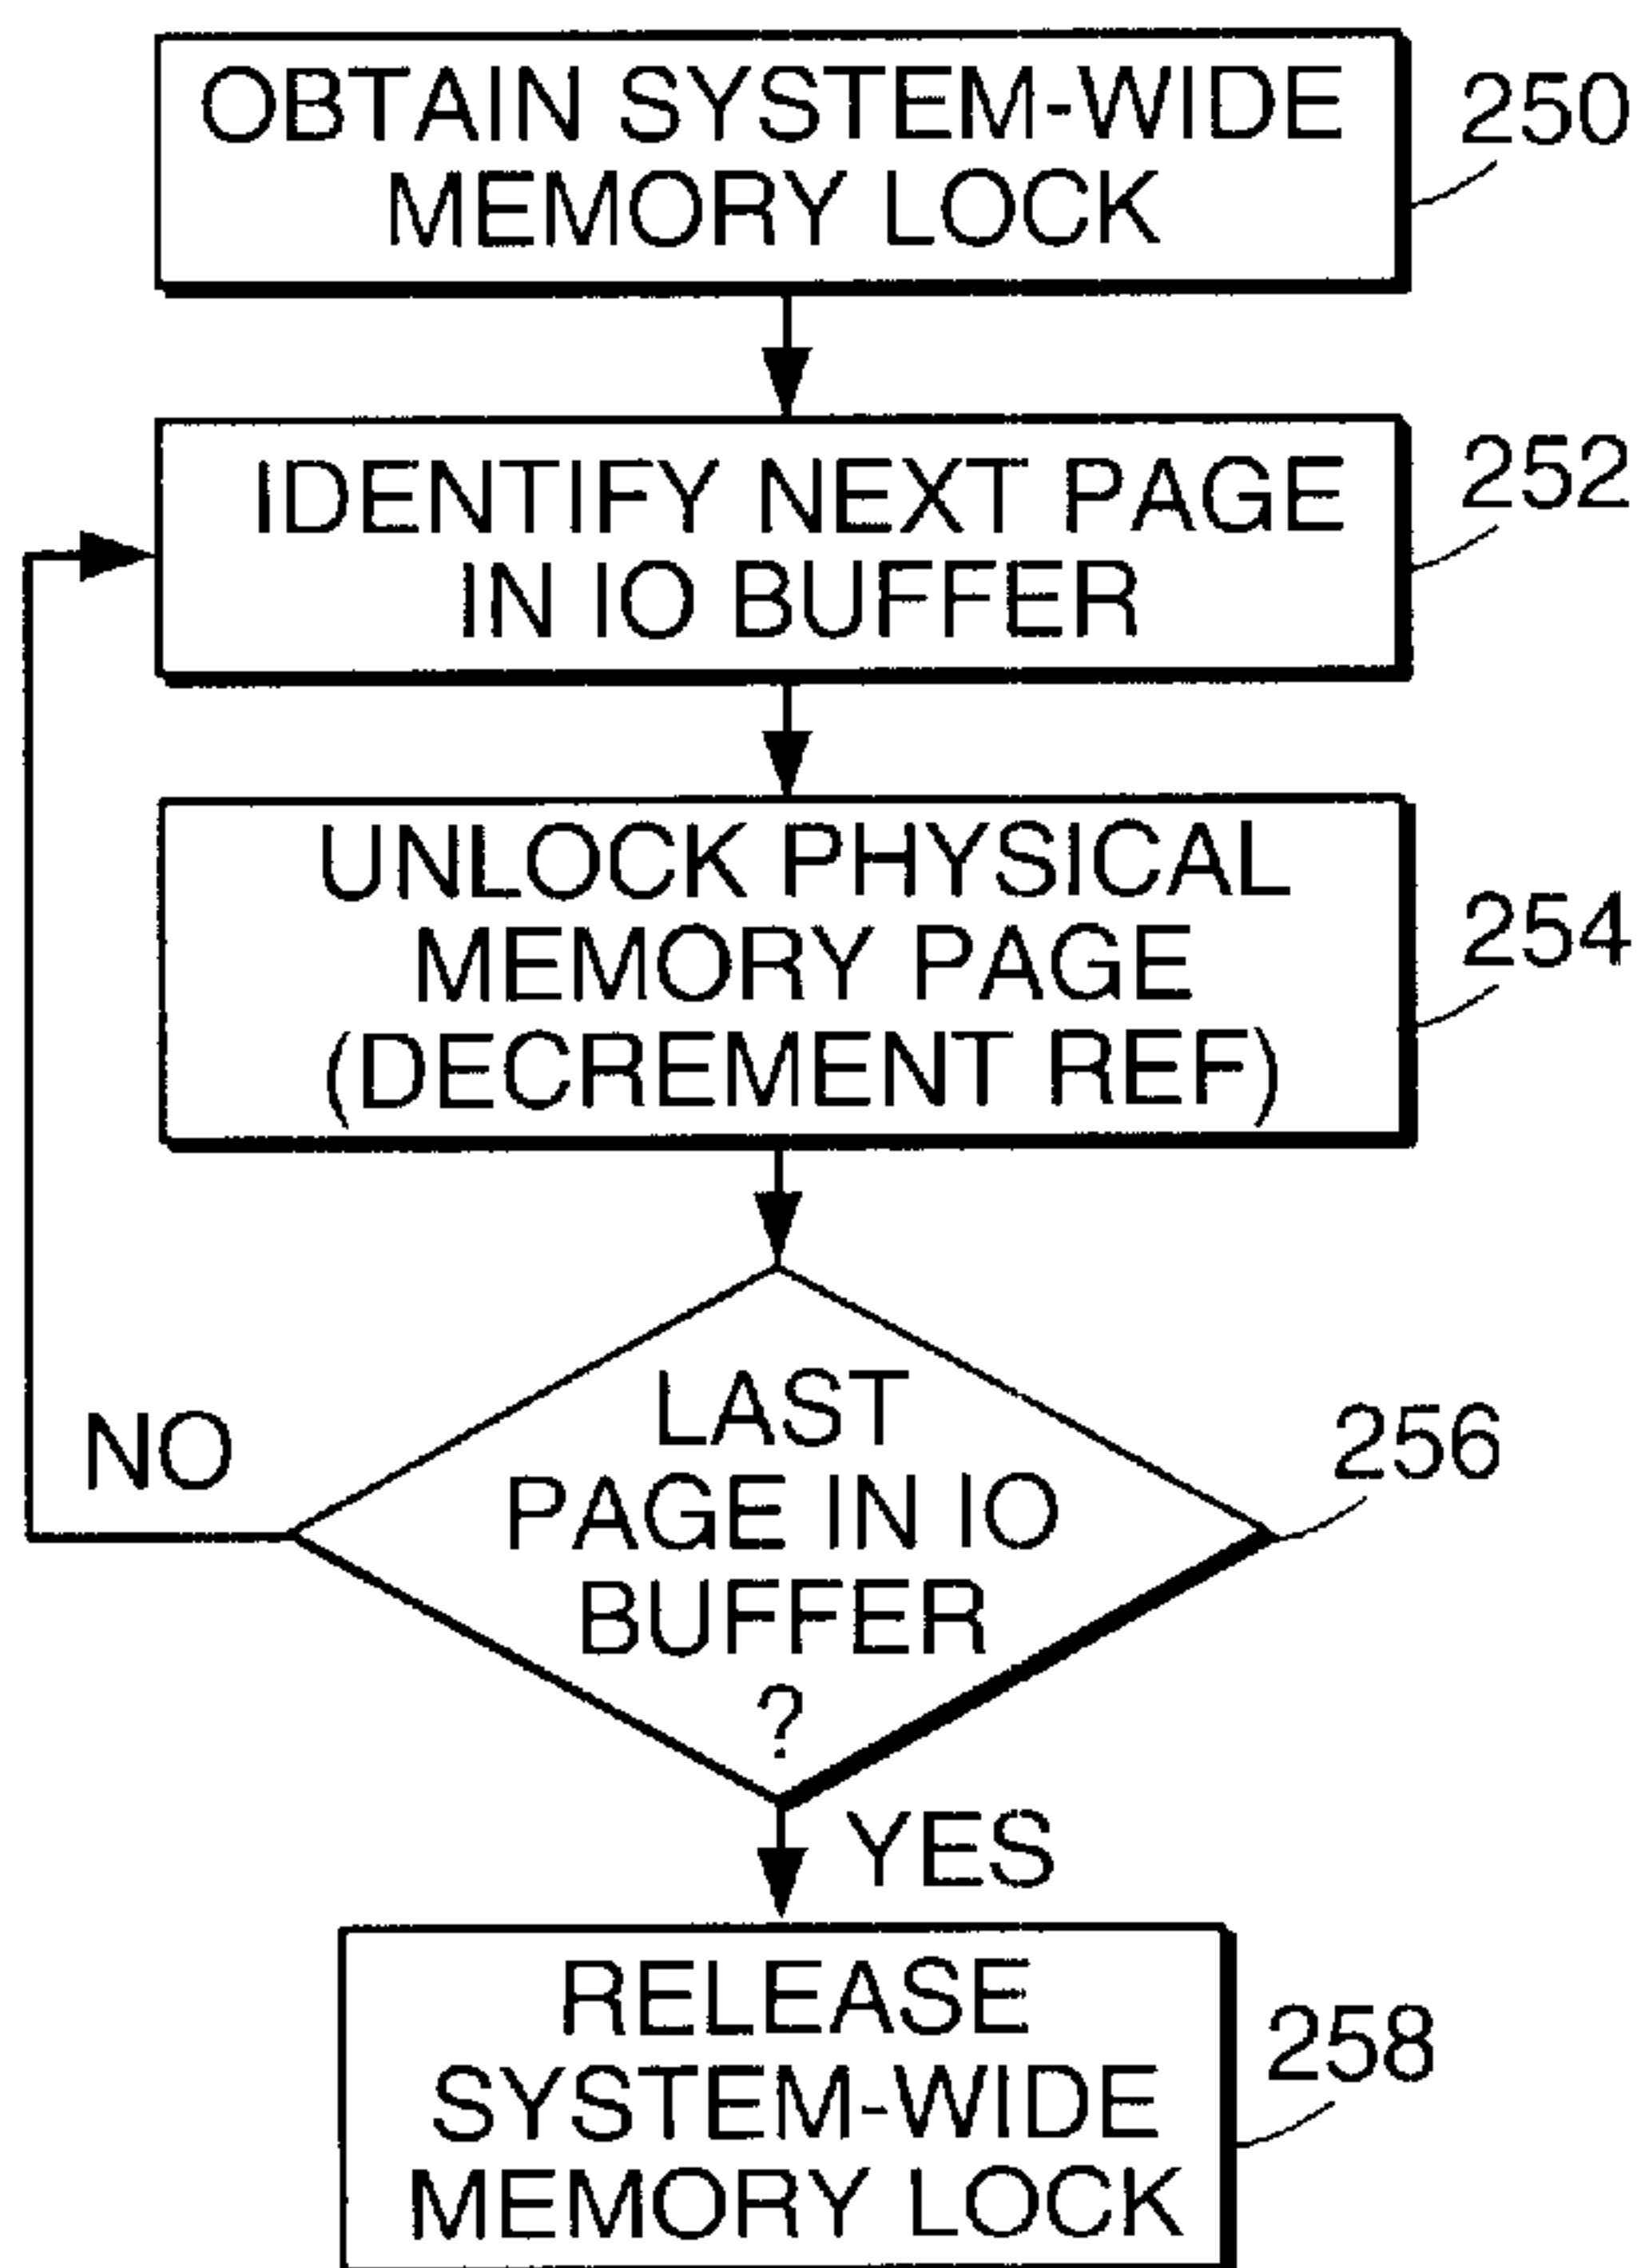 OBTAIN SYSTEM-WIDE
MEMORY LOCK
250
IDENTIFY NEXT PAGE
IN IO BUFFER
252
UNLOCK PHYSICAL
MEMORY PAGE
(DECREMENT REF)
254
LAST
PAGE IN IO
BUFFER
?
256
NO
YES
RELEASE
SYSTEM-WIDE
MEMORY LOCK
258